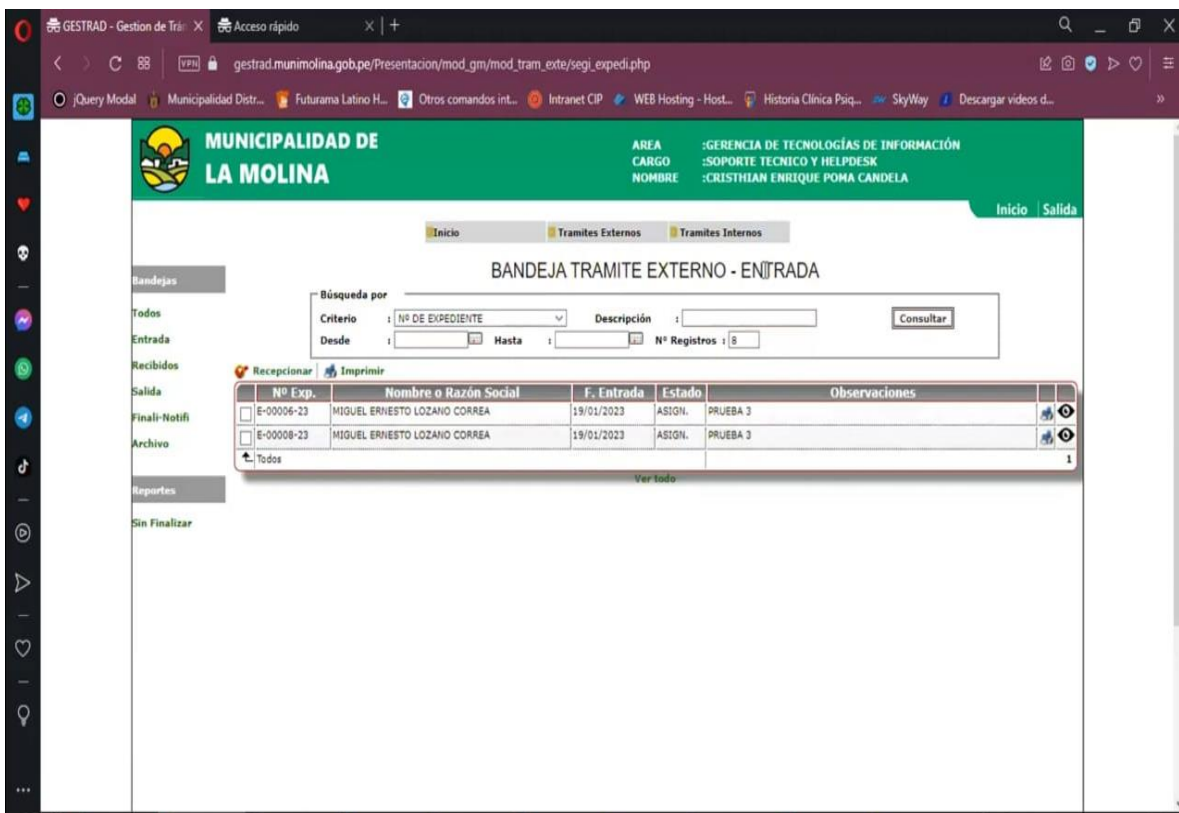 GESTRAD - Gestion de Trán
Acceso rápido
VPN gestrad.munimolina.gob.pe/Presentacion/mod_gm/mod_tram_exte/segi_expedi.php
jQuery Modal Municipalidad Distr... Futurama Latino H... Otros comandos int... Intranet CIP WEB Hosting - Host... Historia Clínica Psiq... SkyWay Descargar videos d...
MUNICIPALIDAD DE
LA MOLINA
AREA :GERENCIA DE TECNOLOGÍAS DE INFORMACIÓN
CARGO :SOPORTE TECNICO Y HELPDESK
NOMBRE :CRISTHIAN ENRIQUE POMA CANDELA
Inicio Salida
Inicio Tramites Externos Tramites Internos
BANDEJA TRAMITE EXTERNO - ENTRADA
Bandejas
Todos
Entrada
Recibidos
Salida
Finali-Notifi
Archivo
Reportes
Sin Finalizar
Búsqueda por
Criterio : Nº DE EXPEDIENTE Descripción : Consultar
Desde : Hasta : Nº Registros : 8
Recepcionar Imprimir
Nº Exp. Nombre o Razón Social F. Entrada Estado Observaciones
E-00006-23 MIGUEL ERNESTO LOZANO CORREA 19/01/2023 ASIGN. PRUEBA 3
E-00008-23 MIGUEL ERNESTO LOZANO CORREA 19/01/2023 ASIGN. PRUEBA 3
Todos 1
Ver todo